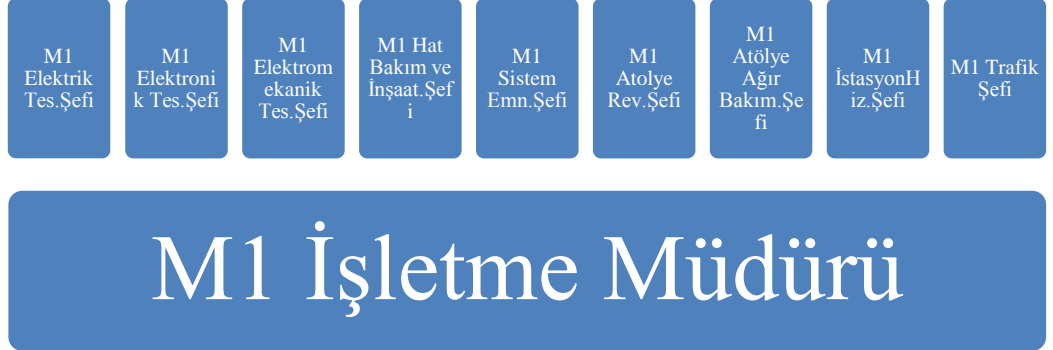 M1
Elektrik
Tes.Şefi
M1
Elektroni
k Tes.Şefi
M1
Elektrom
ekanik
Tes.Şefi
M1 Hat
Bakım ve
İnşaat.Şef
i
M1
Sistem
Emn.Şefi
M1
Atolye
Rev.Şefi
M1
Atölye
Ağır
Bakım.Şe
fi
M1
İstasyonH
iz.Şefi
M1 Trafik
Şefi
M1 İşletme Müdürü